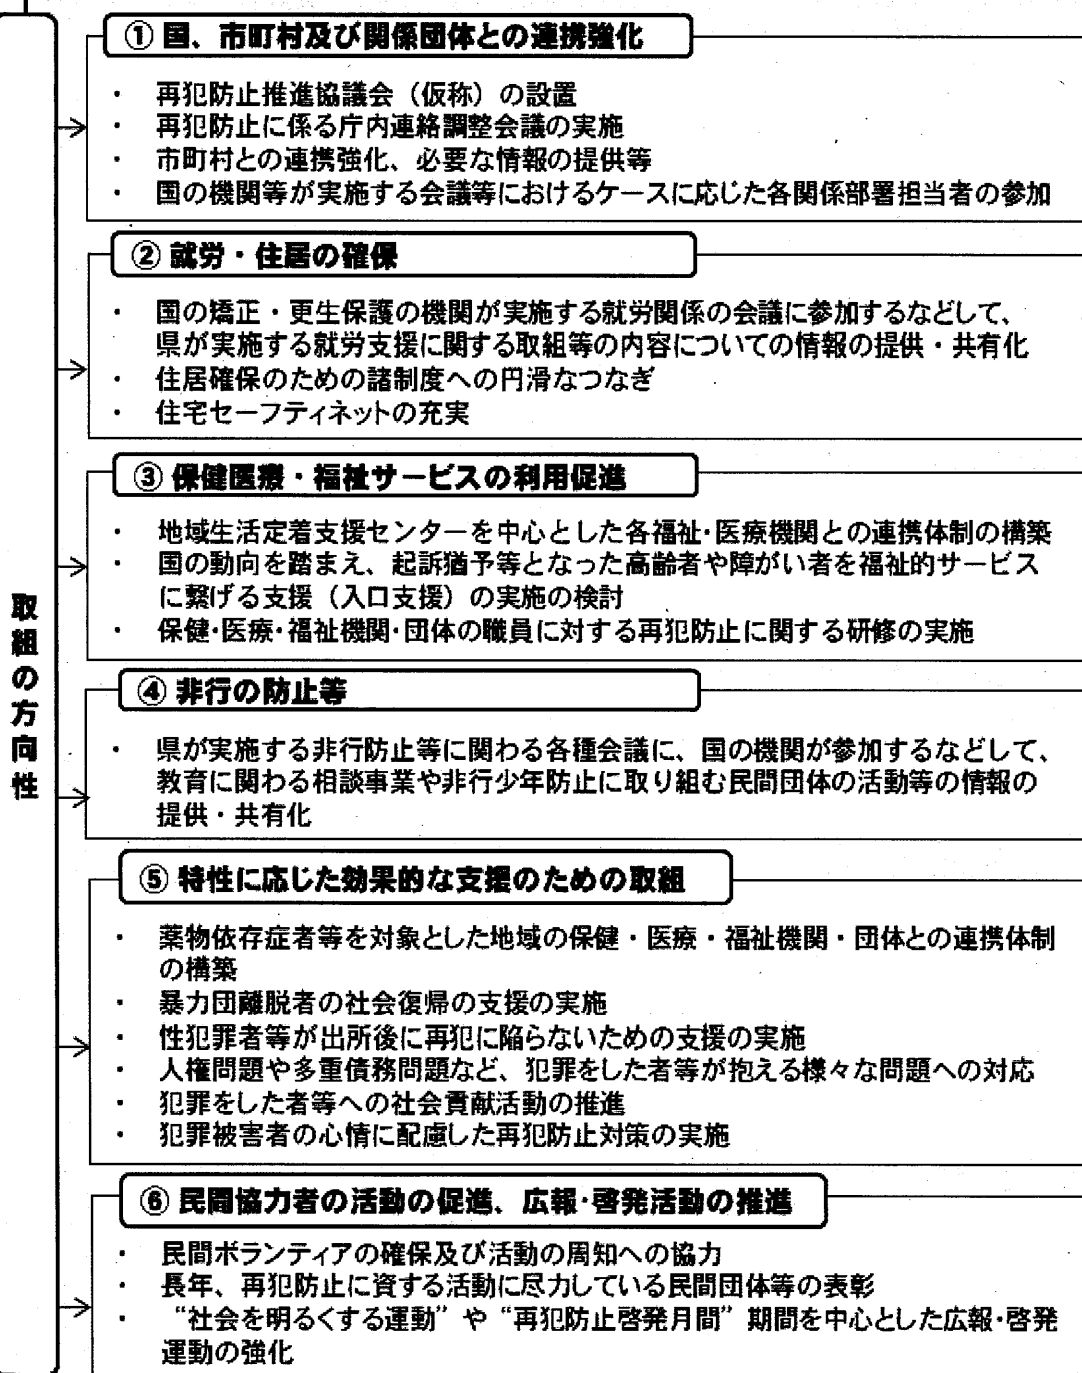 取組の方向性
① 国、市町村及び関係団体との連携強化
・ 再犯防止推進協議会（仮称）の設置
・ 再犯防止に係る庁内連絡調整会議の実施
・ 市町村との連携強化、必要な情報の提供等
・ 国の機関等が実施する会議等におけるケースに応じた各関係部署担当者の参加
② 就労・住居の確保
・ 国の矯正・更生保護の機関が実施する就労関係の会議に参加するなどして、
県が実施する就労支援に関する取組等の内容についての情報の提供・共有化
・ 住居確保のための諸制度への円滑なつなぎ
・ 住宅セーフティネットの充実
③ 保健医療・福祉サービスの利用促進
・ 地域生活定着支援センターを中心とした各福祉・医療機関との連携体制の構築
・ 国の動向を踏まえ、起訴猶予等となった高齢者や障がい者を福祉的サービス
に繋げる支援（入口支援）の実施の検討
・ 保健・医療・福祉機関・団体の職員に対する再犯防止に関する研修の実施
④ 非行の防止等
・ 県が実施する非行防止等に関わる各種会議に、国の機関が参加するなどして、
教育に関わる相談事業や非行少年防止に取り組む民間団体の活動等の情報の
提供・共有化
⑤ 特性に応じた効果的な支援のための取組
・ 薬物依存症者等を対象とした地域の保健・医療・福祉機関・団体との連携体制
の構築
・ 暴力団離脱者の社会復帰の支援の実施
・ 性犯罪者等が出所後に再犯に陥らないための支援の実施
・ 人権問題や多重債務問題など、犯罪をした者等が抱える様々な問題への対応
・ 犯罪をした者等への社会貢献活動の推進
・ 犯罪被害者の心情に配慮した再犯防止対策の実施
⑥ 民間協力者の活動の促進、広報・啓発活動の推進
・ 民間ボランティアの確保及び活動の周知への協力
・ 長年、再犯防止に資する活動に尽力している民間団体等の表彰
・ “社会を明るくする運動”や“再犯防止啓発月間”期間を中心とした広報・啓発
運動の強化